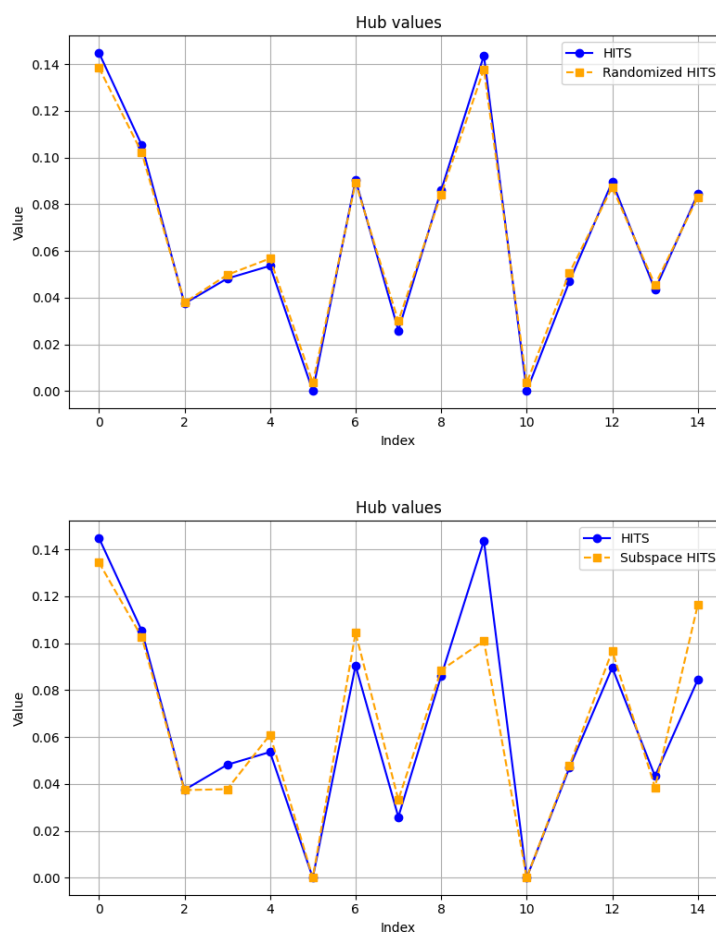 Hub values
HITS
Randomized HITS
0.14
0.12
0.10
0.08
0.06
0.04
0.02
0.00
Value
0 2 4 6 8 10 12 14
Index
Hub values
HITS
Subspace HITS
0.14
0.12
0.10
0.08
0.06
0.04
0.02
0.00
Value
0 2 4 6 8 10 12 14
Index